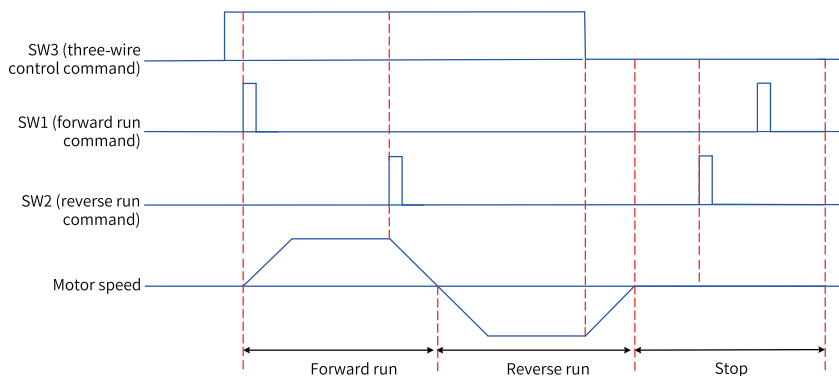 SW3 (three-wire
control command)
SW1 (forward run
command)
SW2 (reverse run
command)
Motor speed
Forward run
Reverse run
Stop